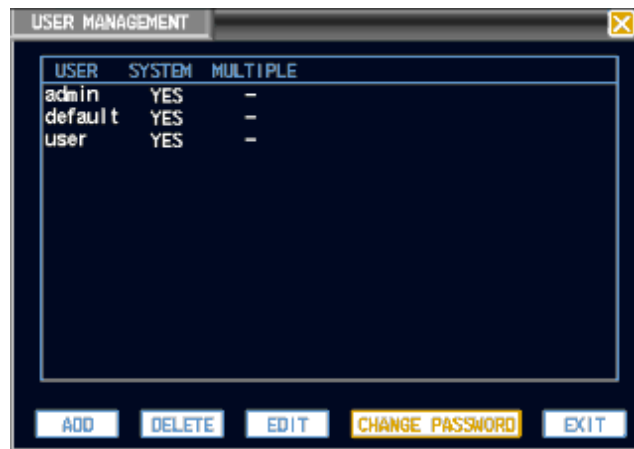 USER MANAGEMENT
USER SYSTEM MULTIPLE
admin YES -
default YES -
user YES -
ADD DELETE EDIT CHANGE PASSWORD EXIT